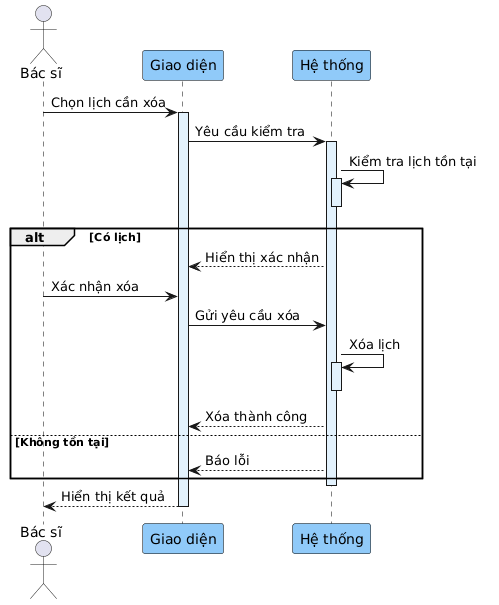 Bác sĩ
Giao diện
Hệ thống
Chọn lịch cần xóa
Yêu cầu kiểm tra
Kiểm tra lịch tồn tại
alt
[Có lịch]
Hiển thị xác nhận
Xác nhận xóa
Gửi yêu cầu xóa
Xóa lịch
Xóa thành công
[Không tồn tại]
Báo lỗi
Hiển thị kết quả
Bác sĩ
Giao diện
Hệ thống